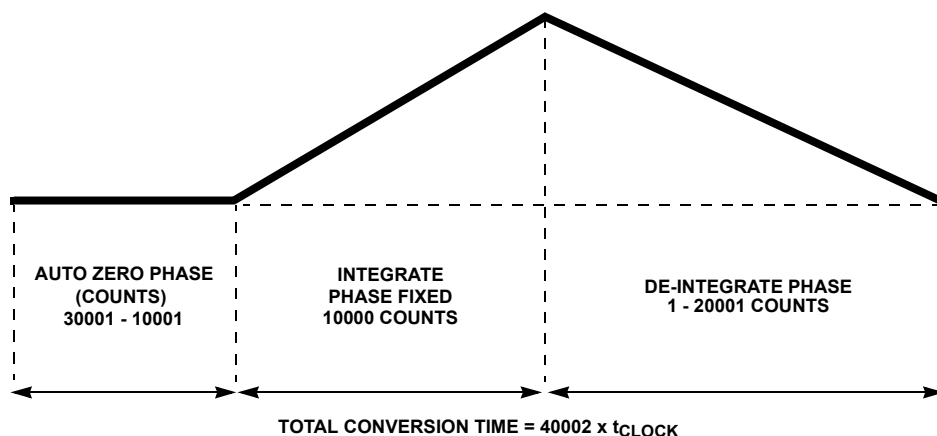 AUTO ZERO PHASE
(COUNTS)
30001 - 10001
INTEGRATE
PHASE FIXED
10000 COUNTS
DE-INTEGRATE PHASE
1 - 20001 COUNTS
TOTAL CONVERSION TIME = 40002 x tCLOCK